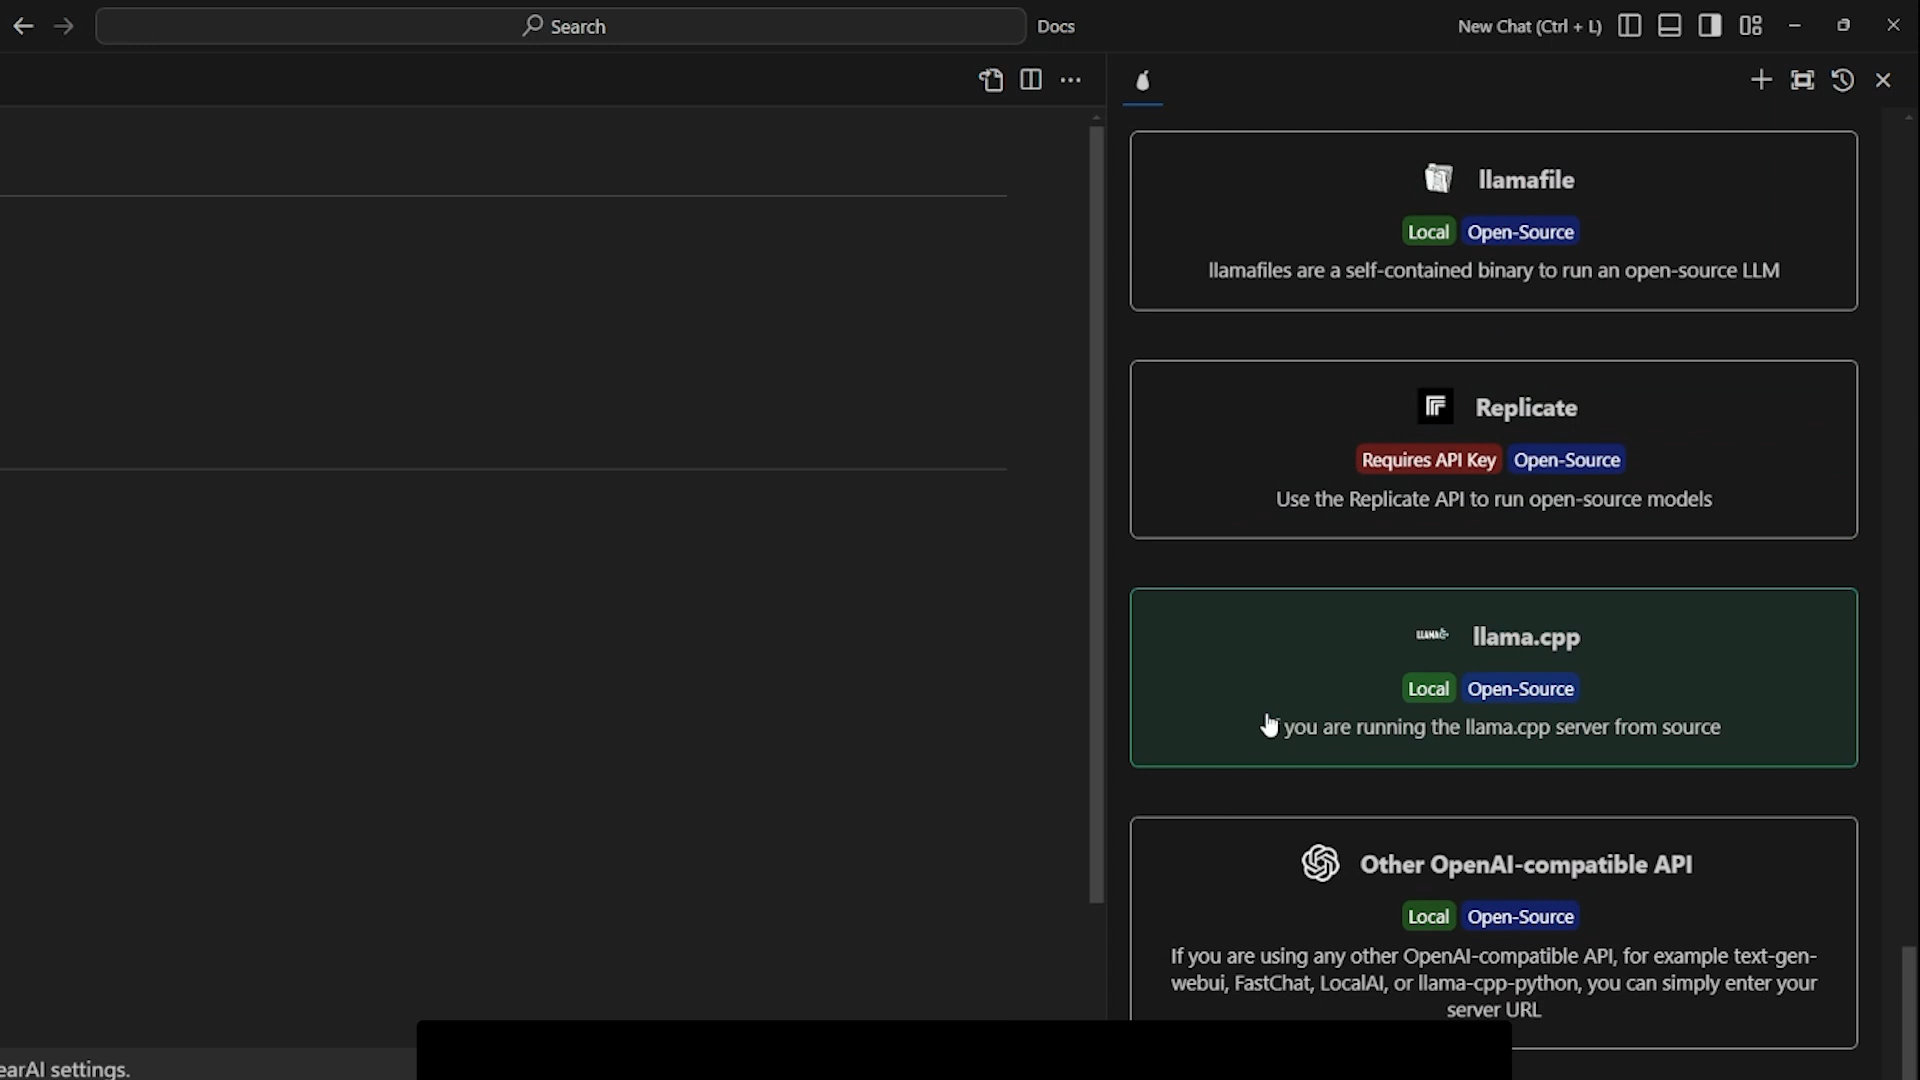 Search
Docs
New Chat (Ctrl + L)
llamafile
Local Open-Source
llamafiles are a self-contained binary to run an open-source LLM
Replicate
Requires API Key Open-Source
Use the Replicate API to run open-source models
llama.cpp
Local Open-Source
you are running the llama.cpp server from source
Other OpenAI-compatible API
Local Open-Source
If you are using any other OpenAI-compatible API, for example text-gen-
webui, FastChat, LocalAI, or llama-cpp-python, you can simply enter your
server URL
earAI settings.